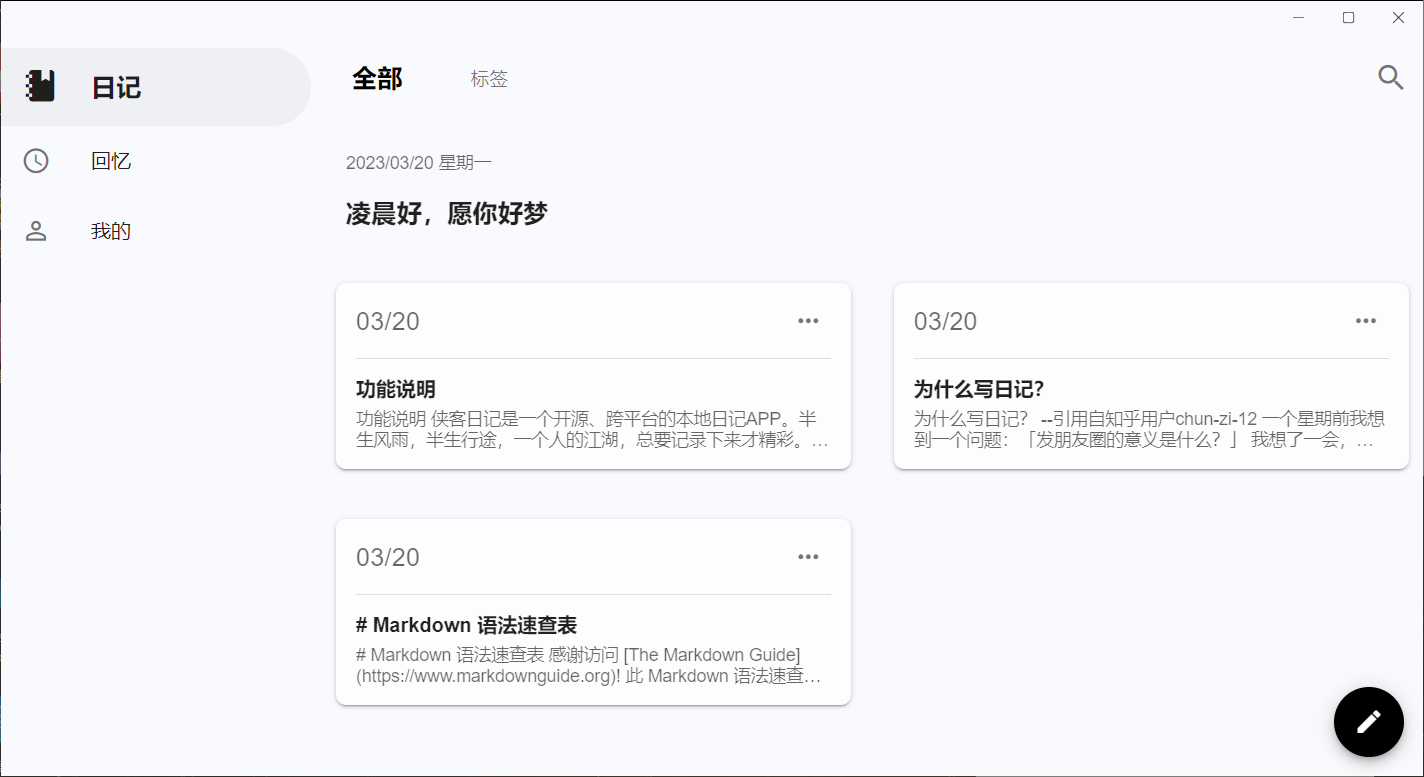 日记
回忆
我的
全部
标签
2023/03/20 星期一
凌晨好，愿你好梦
03/20
功能说明
功能说明 侠客日记是一个开源、跨平台的本地日记APP。半
生风雨，半生行途，一个人的江湖，总要记录下来才精彩。…
03/20
为什么写日记？
为什么写日记？ --引用自知乎用户chun-zi-12 一个星期前我想
到一个问题：「发朋友圈的意义是什么？」 我想了一会，…
03/20
# Markdown 语法速查表
# Markdown 语法速查表 感谢访问 [The Markdown Guide]
(https://www.markdownguide.org)! 此 Markdown 语法速查…